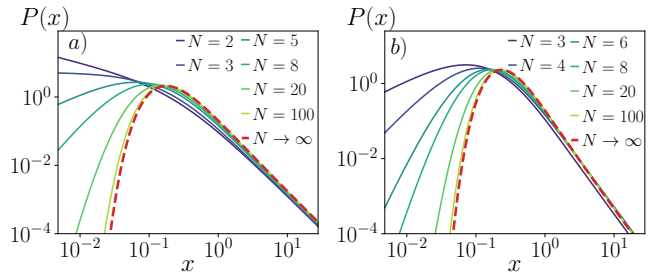 P(x) P(x)
a) N = 2 N = 5
N = 3 N = 8
N = 20
N = 100
N → ∞
10^0
10^{-2}
10^{-4}
10^{-2} 10^{-1} 10^0 10^1
x
b) N = 3 N = 6
N = 4 N = 8
N = 20
N = 100
N → ∞
10^0
10^{-2}
10^{-4}
10^{-2} 10^{-1} 10^0 10^1
x